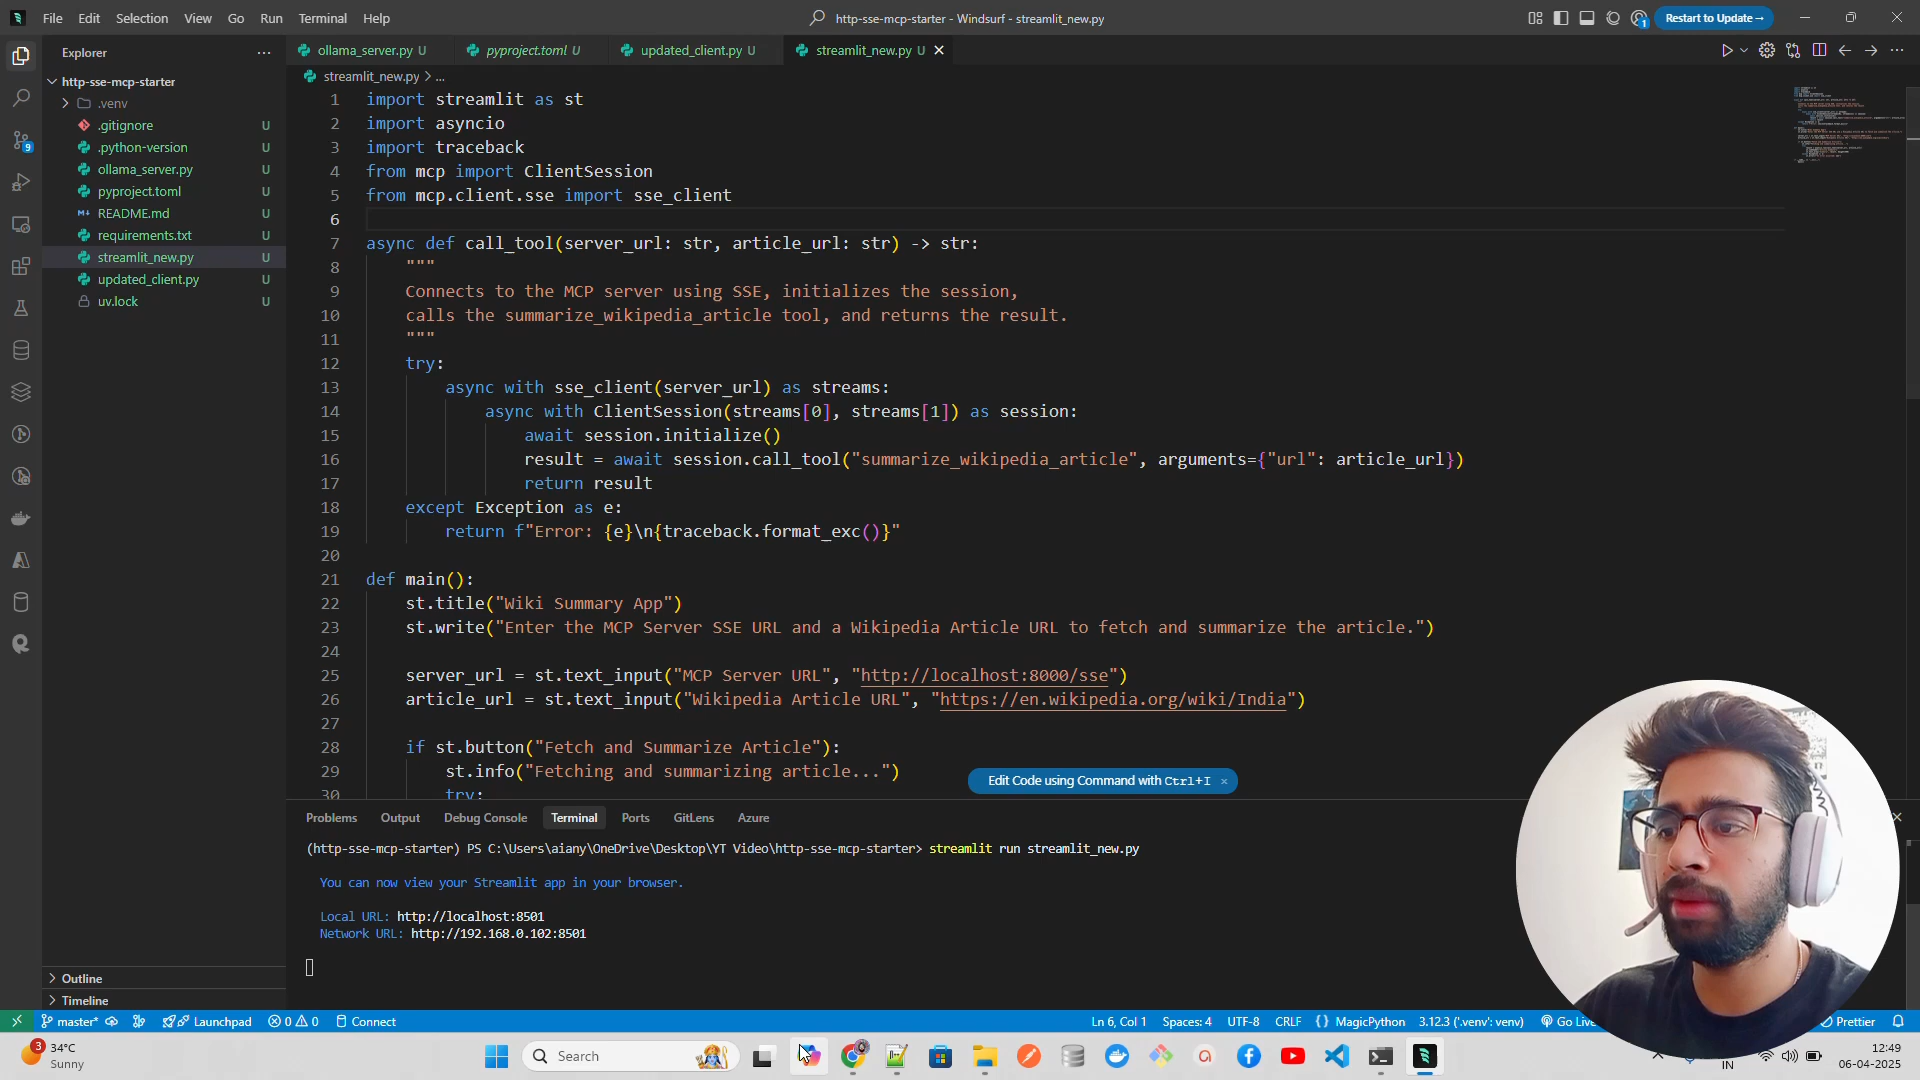 File Edit Selection View Go Run Terminal Help
http-sse-mcp-starter - Windsurf - streamlit_new.py
Restart to Update →
Explorer
http-sse-mcp-starter
.venv
.gitignore U
.python-version U
ollama_server.py U
pyproject.toml U
README.md U
requirements.txt U
streamlit_new.py U
updated_client.py U
uv.lock U
Outline
Timeline
ollama_server.py U pyproject.toml U updated_client.py U streamlit_new.py U
streamlit_new.py > ...
1 import streamlit as st
2 import asyncio
3 import traceback
4 from mcp import ClientSession
5 from mcp.client.sse import sse_client
6
7 async def call_tool(server_url: str, article_url: str) -> str:
8 """
9 Connects to the MCP server using SSE, initializes the session,
10 calls the summarize_wikipedia_article tool, and returns the result.
11 """
12 try:
13 async with sse_client(server_url) as streams:
14 async with ClientSession(streams[0], streams[1]) as session:
15 await session.initialize()
16 result = await session.call_tool("summarize_wikipedia_article", arguments={"url": article_url})
17 return result
18 except Exception as e:
19 return f"Error: {e}\n{traceback.format_exc()}"
20
21 def main():
22 st.title("Wiki Summary App")
23 st.write("Enter the MCP Server SSE URL and a Wikipedia Article URL to fetch and summarize the article.")
24
25 server_url = st.text_input("MCP Server URL", "http://localhost:8000/sse")
26 article_url = st.text_input("Wikipedia Article URL", "https://en.wikipedia.org/wiki/India")
27
28 if st.button("Fetch and Summarize Article"):
29 st.info("Fetching and summarizing article...")
30 try:
Edit Code using Command with Ctrl+I ×
Problems Output Debug Console Terminal Ports GitLens Azure
(http-sse-mcp-starter) PS C:\Users\aiany\OneDrive\Desktop\YT Video\http-sse-mcp-starter> streamlit run streamlit_new.py
You can now view your Streamlit app in your browser.
Local URL: http://localhost:8501
Network URL: http://192.168.0.102:8501
master* Launchpad 0 0 Connect
Ln 6, Col 1 Spaces: 4 UTF-8 CRLF {} MagicPython 3.12.3 ('.venv': venv) Go Live Prettier
3 34°C
Sunny
Search
IN
12:49
06-04-2025